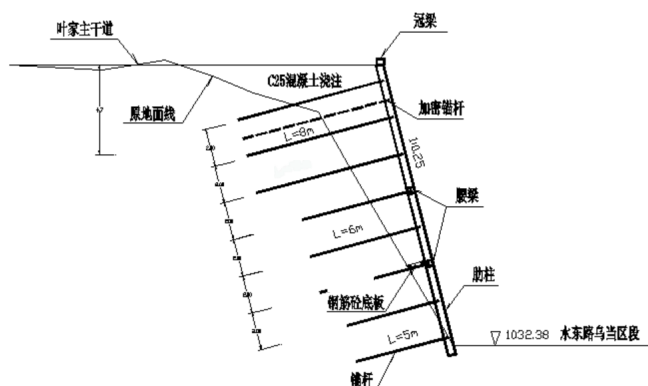 冠梁
叶家主干道
C25混凝土浇注
原地面线
加密锚杆
L=8m
1:0.25
腰梁
L=6m
肋柱
钢筋砼底板
1032.38 水东路乌当区段
L=5m
锚杆